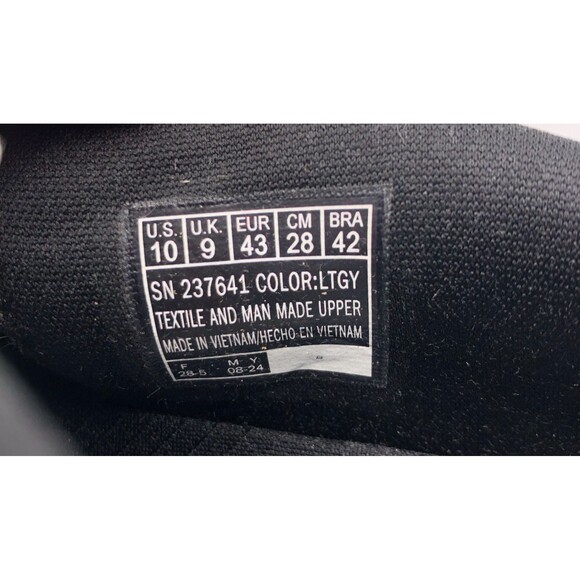 U.S. U.K. EUR CM BRA
10 9 43 28 42
SN 237641 COLOR:LTGY
TEXTILE AND MAN MADE UPPER
MADE IN VIETNAM/HECHO EN VIETNAM
F M Y
28-5 08-24